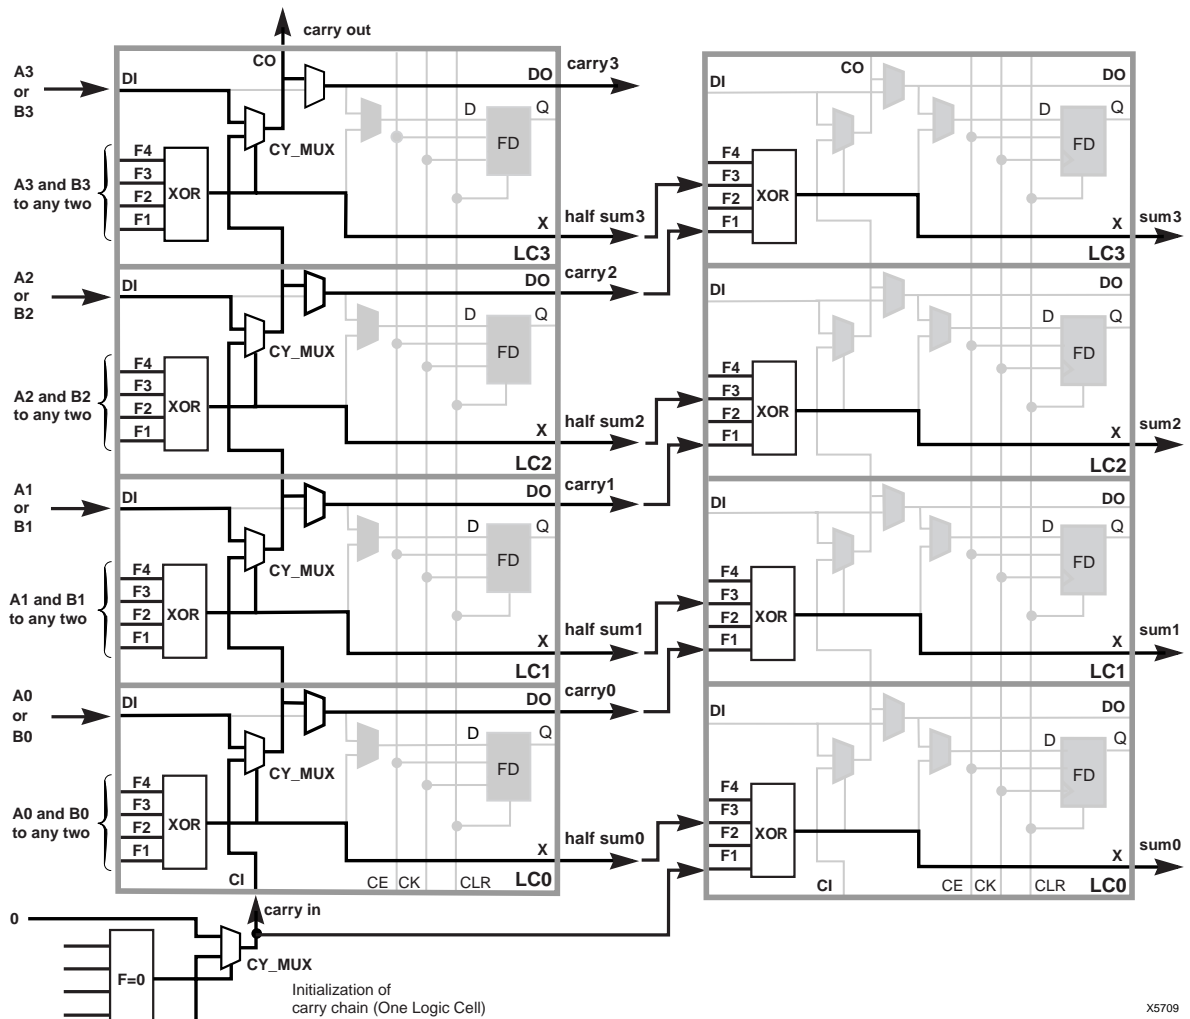 carry out
CO
A3
or
B3
DI
DO
carry3
CY_MUX
D
Q
FD
F4
F3
F2
F1
XOR
A3 and B3
to any two
X
half sum3
LC3
CO
DI
DO
D
Q
FD
F4
F3
F2
F1
XOR
X
sum3
LC3
A2
or
B2
DI
DO
carry2
CY_MUX
D
Q
FD
F4
F3
F2
F1
XOR
A2 and B2
to any two
X
half sum2
LC2
DI
DO
D
Q
FD
F4
F3
F2
F1
XOR
X
sum2
LC2
A1
or
B1
DI
DO
carry1
CY_MUX
D
Q
FD
F4
F3
F2
F1
XOR
A1 and B1
to any two
X
half sum1
LC1
DI
DO
D
Q
FD
F4
F3
F2
F1
XOR
X
sum1
LC1
A0
or
B0
DI
DO
carry0
CY_MUX
D
Q
FD
F4
F3
F2
F1
XOR
A0 and B0
to any two
X
half sum0
CI
CE
CK
CLR
LC0
DI
DO
D
Q
FD
F4
F3
F2
F1
XOR
X
sum0
CI
CE
CK
CLR
LC0
0
carry in
F=0
CY_MUX
Initialization of
carry chain (One Logic Cell)
X5709